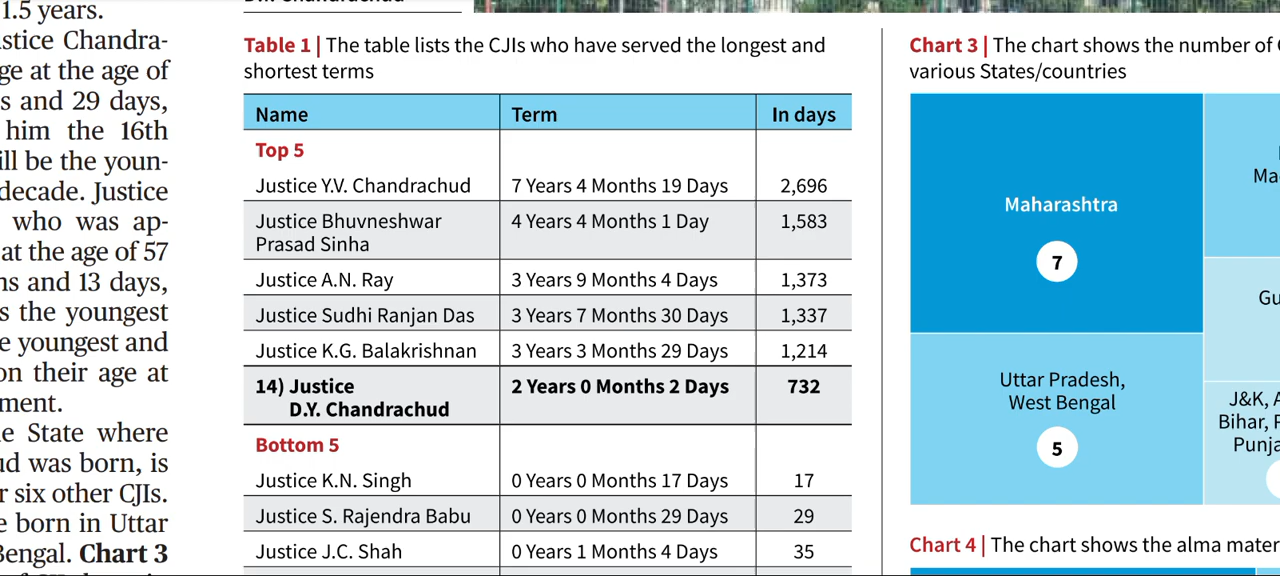 1.5 years.
stice Chandra-
ge at the age of
s and 29 days,
him the 16th
ill be the youn-
decade. Justice
who was ap-
at the age of 57
ns and 13 days,
s the youngest
e youngest and
on their age at
ment.
e State where
ud was born, is
r six other CJIs.
e born in Uttar
Bengal. Chart 3
Table 1 | The table lists the CJIs who have served the longest and
shortest terms
Name Term In days
Top 5
Justice Y.V. Chandrachud 7 Years 4 Months 19 Days 2,696
Justice Bhuvneshwar 4 Years 4 Months 1 Day 1,583
Prasad Sinha
Justice A.N. Ray 3 Years 9 Months 4 Days 1,373
Justice Sudhi Ranjan Das 3 Years 7 Months 30 Days 1,337
Justice K.G. Balakrishnan 3 Years 3 Months 29 Days 1,214
14) Justice 2 Years 0 Months 2 Days 732
D.Y. Chandrachud
Bottom 5
Justice K.N. Singh 0 Years 0 Months 17 Days 17
Justice S. Rajendra Babu 0 Years 0 Months 29 Days 29
Justice J.C. Shah 0 Years 1 Months 4 Days 35
Chart 3 | The chart shows the number of
various States/countries
Maharashtra
7
Uttar Pradesh,
West Bengal
5
Ma
Gu
J&K, A
Bihar, P
Punja
Chart 4 | The chart shows the alma mater